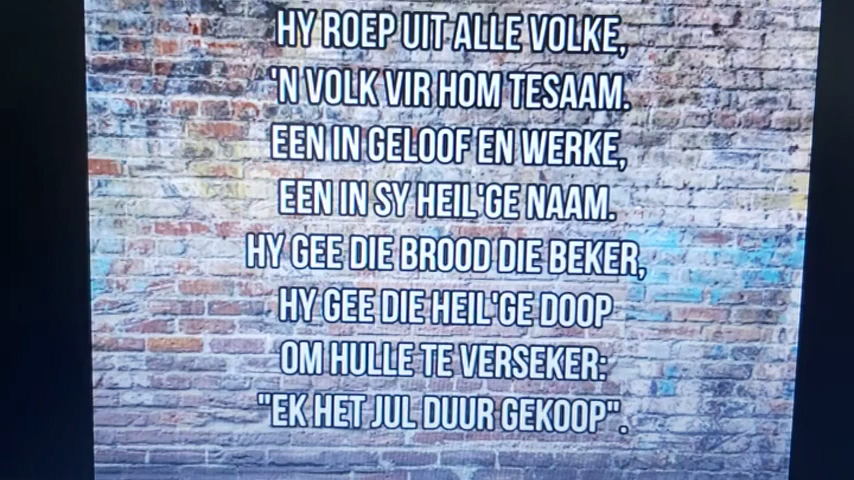 HY ROEP UIT ALLE VOLKE,
'N VOLK VIR HOM TESAAM.
EEN IN GELOOF EN WERKE,
EEN IN SY HEIL'GE NAAM.
HY GEE DIE BROOD DIE BEKER,
HY GEE DIE HEIL'GE DOOP
OM HULLE TE VERSEKER:
"EK HET JUL DUUR GEKOOP".